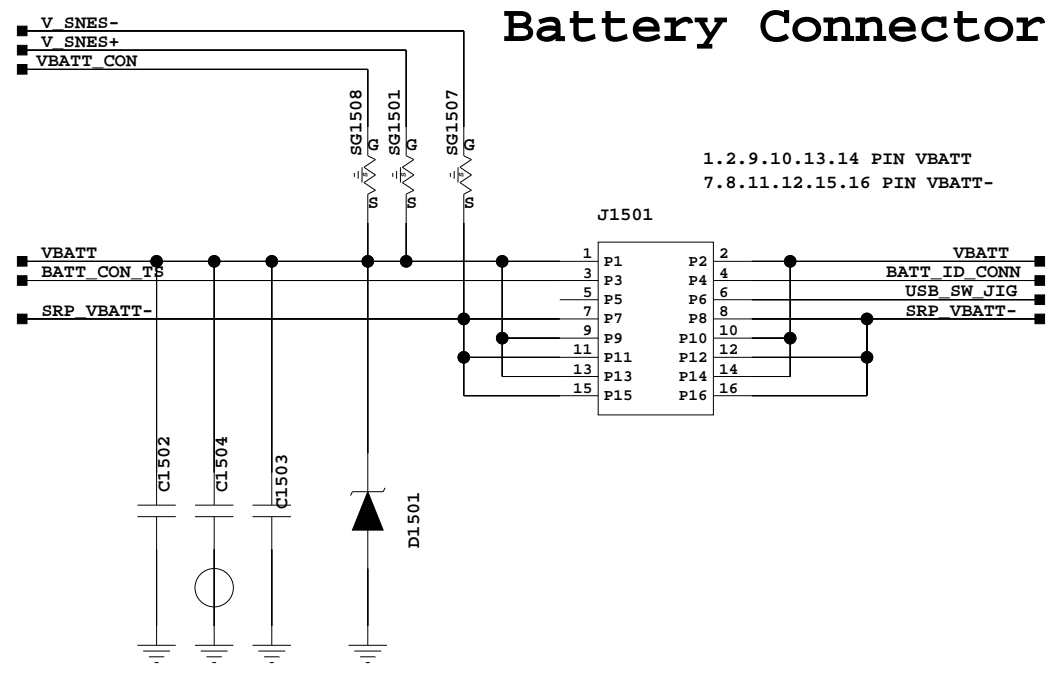 Battery Connector
V_SNES-
V_SNES+
VBATT_CON
SG1508
SG1501
SG1507
G
G
G
S
S
S
1.2.9.10.13.14 PIN VBATT
7.8.11.12.15.16 PIN VBATT-
J1501
VBATT
BATT_CON_TS
SRP_VBATT-
1 P1 P2 2
3 P3 P4 4
5 P5 P6 6
7 P7 P8 8
9 P9 P10 10
11 P11 P12 12
13 P13 P14 14
15 P15 P16 16
VBATT
BATT_ID_CONN
USB_SW_JIG
SRP_VBATT-
C1502
C1504
C1503
D1501